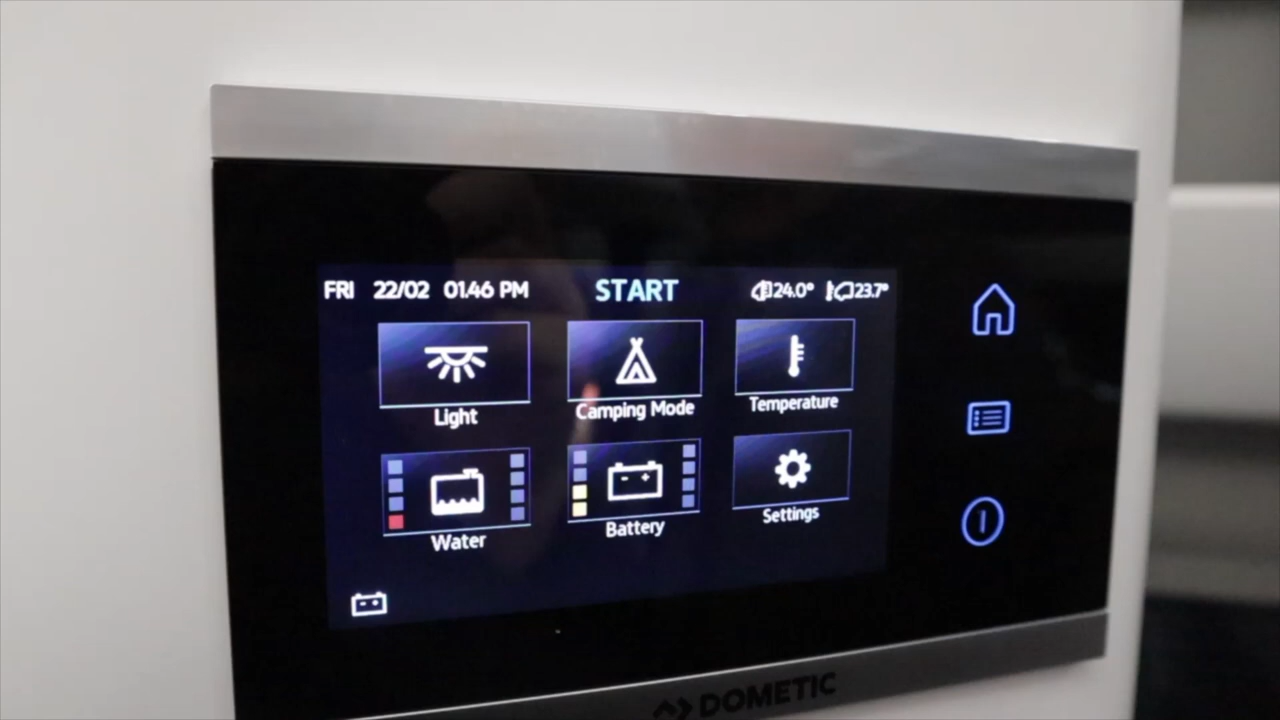 FRI 22/02 01.46 PM START 24.0° 23.7°
Light Camping Mode Temperature
Water Battery Settings
DOMETIC